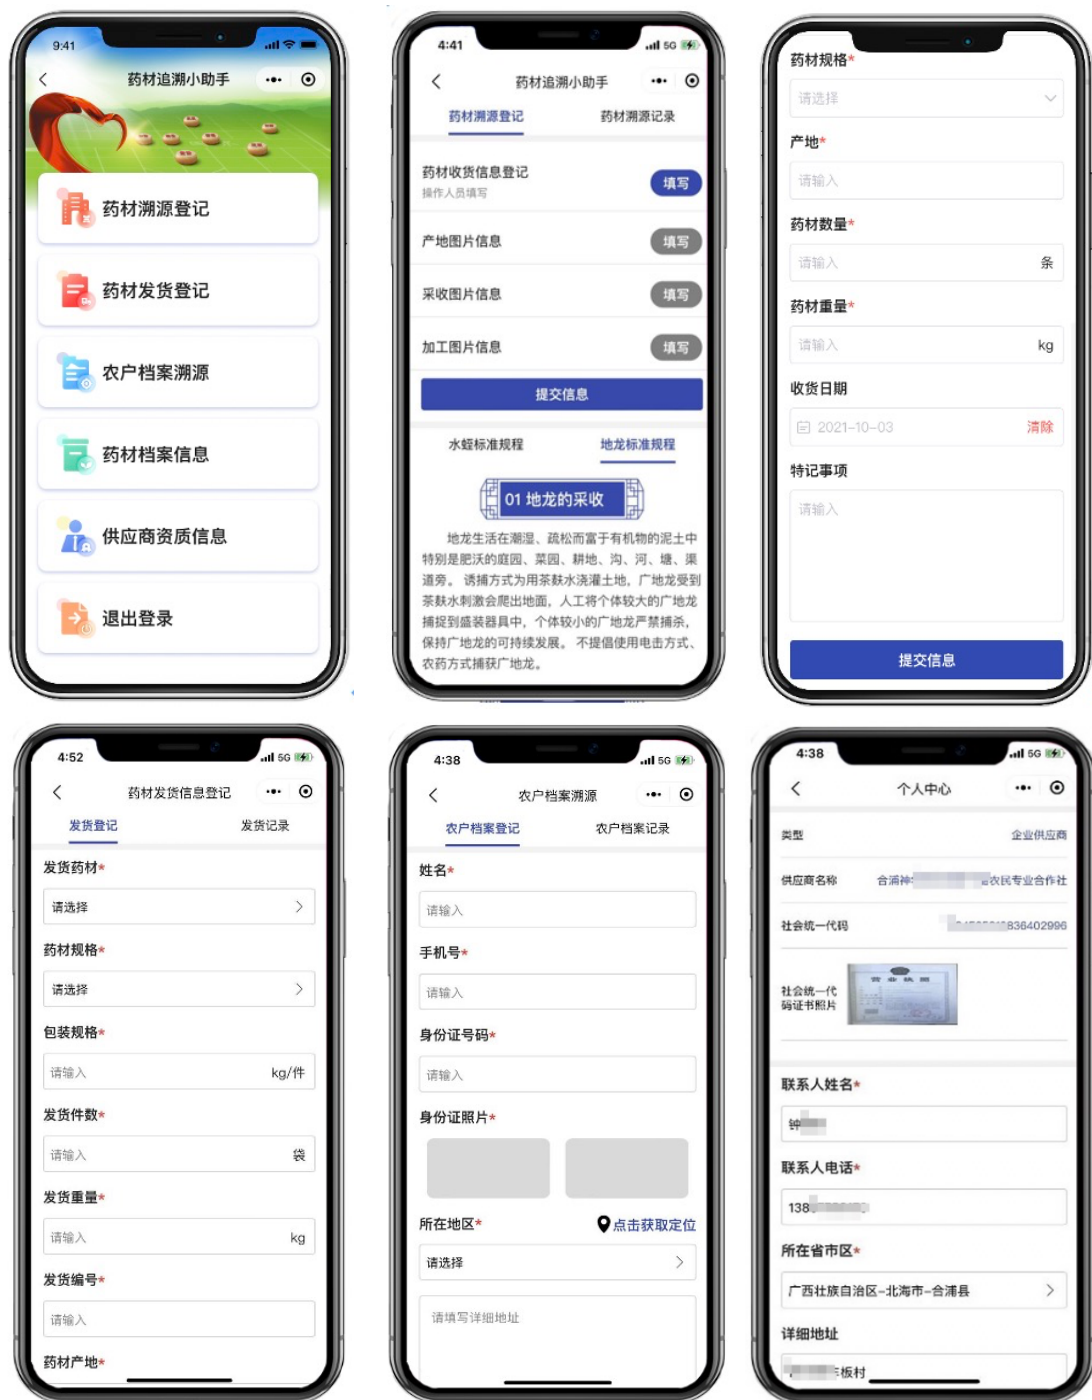 9:41
药材追溯小助手
药材溯源登记
药材发货登记
农户档案溯源
药材档案信息
供应商资质信息
退出登录
4:41
5G
药材追溯小助手
药材溯源登记
药材溯源记录
药材收货信息登记
填写
操作人员填写
产地图片信息
填写
采收图片信息
填写
加工图片信息
填写
提交信息
水蛭标准规程
地龙标准规程
01 地龙的采收
地龙生活在潮湿、疏松而富于有机物的泥土中
特别是肥沃的庭园、菜园、耕地、沟、河、塘、渠
道旁。 诱捕方式为用茶麸水浇灌土地，广地龙受到
茶麸水刺激会爬出地面，人工将个体较大的广地龙
捕捉到盛装器具中，个体较小的广地龙严禁捕杀，
保持广地龙的可持续发展。 不提倡使用电击方式、
农药方式捕获广地龙。
药材规格*
请选择
产地*
请输入
药材数量*
请输入
条
药材重量*
请输入
kg
收货日期
2021-10-03
清除
特记事项
请输入
提交信息
4:52
5G
药材发货信息登记
发货登记
发货记录
发货药材*
请选择
药材规格*
请选择
包装规格*
请输入
kg/件
发货件数*
请输入
袋
发货重量*
请输入
kg
发货编号*
请输入
药材产地*
4:38
5G
农户档案溯源
农户档案登记
农户档案记录
姓名*
请输入
手机号*
请输入
身份证号码*
请输入
身份证照片*
所在地区*
点击获取定位
请选择
请填写详细地址
4:38
5G
个人中心
类型
企业供应商
供应商名称
合浦神
农民专业合作社
社会统一代码
836402996
社会统一代
码证书照片
营业执照
联系人姓名*
钟
联系人电话*
138
所在省市区*
广西壮族自治区-北海市-合浦县
详细地址
板村